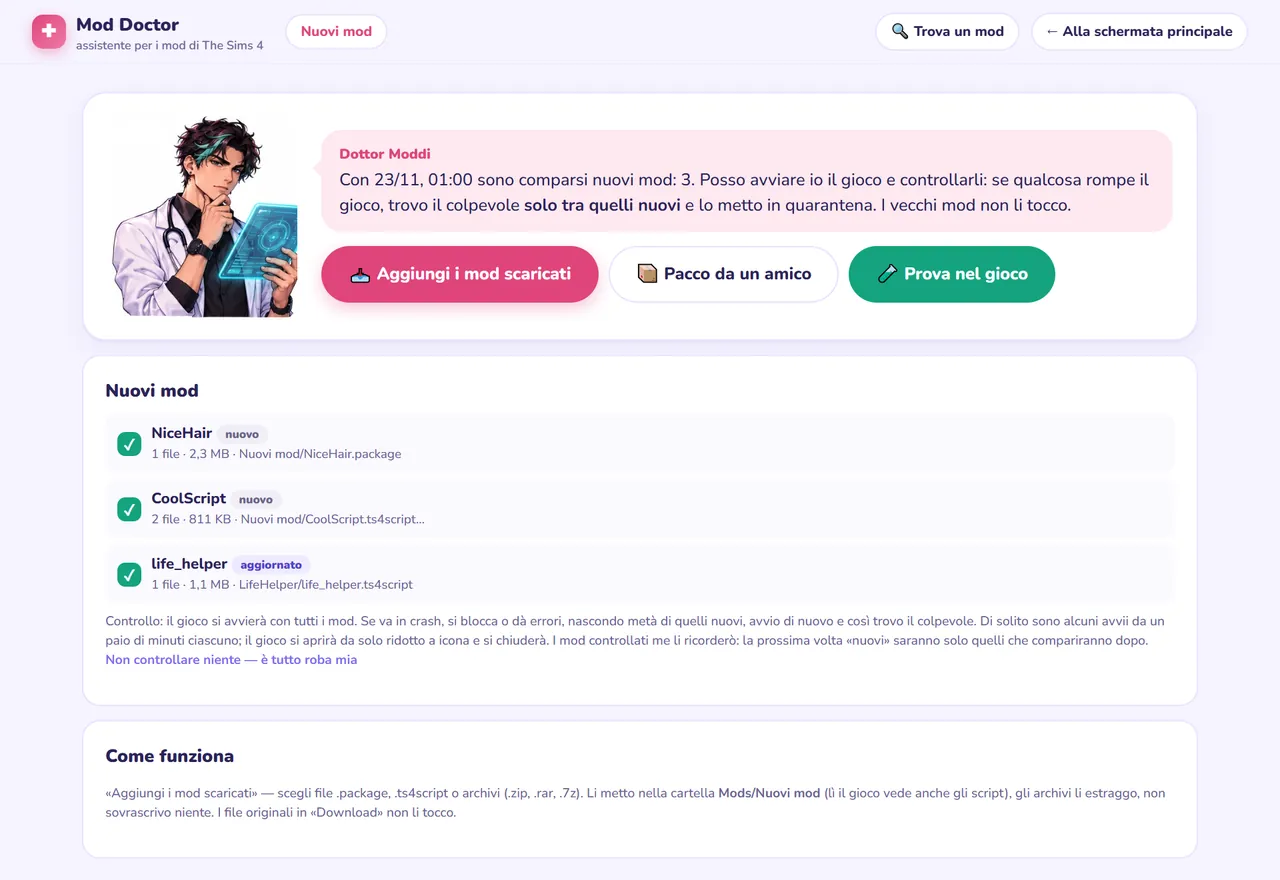 Mod Doctor
assistente per i mod di The Sims 4
Nuovi mod
🔍 Trova un mod
← Alla schermata principale
Dottor Moddi
Con 23/11, 01:00 sono comparsi nuovi mod: 3. Posso avviare io il gioco e controllarli: se qualcosa rompe il
gioco, trovo il colpevole solo tra quelli nuovi e lo metto in quarantena. I vecchi mod non li tocco.
📥 Aggiungi i mod scaricati
📦 Pacco da un amico
🧪 Prova nel gioco
Nuovi mod
NiceHair nuovo
1 file · 2,3 MB · Nuovi mod/NiceHair.package
CoolScript nuovo
2 file · 811 KB · Nuovi mod/CoolScript.ts4script…
life_helper aggiornato
1 file · 1,1 MB · LifeHelper/life_helper.ts4script
Controllo: il gioco si avvierà con tutti i mod. Se va in crash, si blocca o dà errori, nascondo metà di quelli nuovi, avvio di nuovo e così trovo il colpevole. Di solito sono alcuni avvii da un
paio di minuti ciascuno; il gioco si aprirà da solo ridotto a icona e si chiuderà. I mod controllati me li ricorderò: la prossima volta «nuovi» saranno solo quelli che compariranno dopo.
Non controllare niente — è tutto roba mia
Come funziona
«Aggiungi i mod scaricati» — scegli file .package, .ts4script o archivi (.zip, .rar, .7z). Li metto nella cartella Mods/Nuovi mod (lì il gioco vede anche gli script), gli archivi li estraggo, non
sovrascrivo niente. I file originali in «Download» non li tocco.